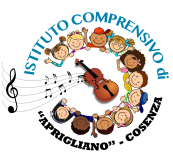 ISTITUTO COMPRENSIVO di
"APRIGLIANO" - COSENZA